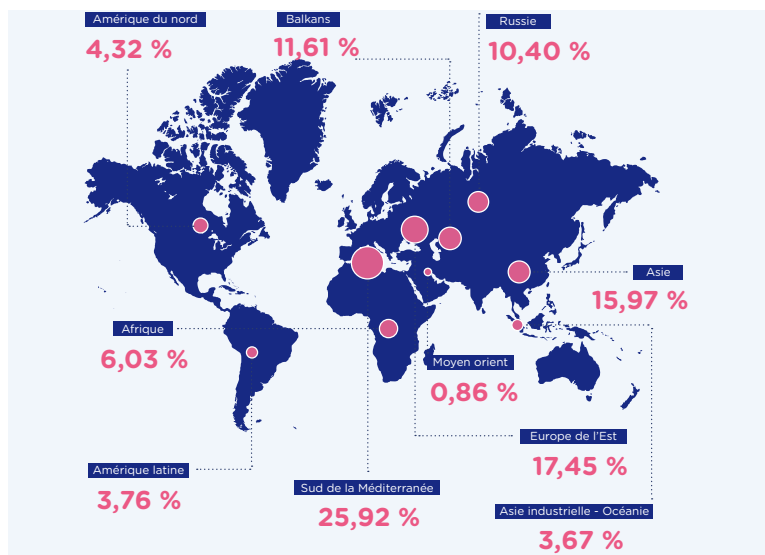 Amérique du nord
4,32 %
Balkans
11,61 %
Russie
10,40 %
Asie
15,97 %
Afrique
6,03 %
Moyen orient
0,86 %
Europe de l'Est
17,45 %
Amérique latine
3,76 %
Sud de la Méditerranée
25,92 %
Asie industrielle - Océanie
3,67 %